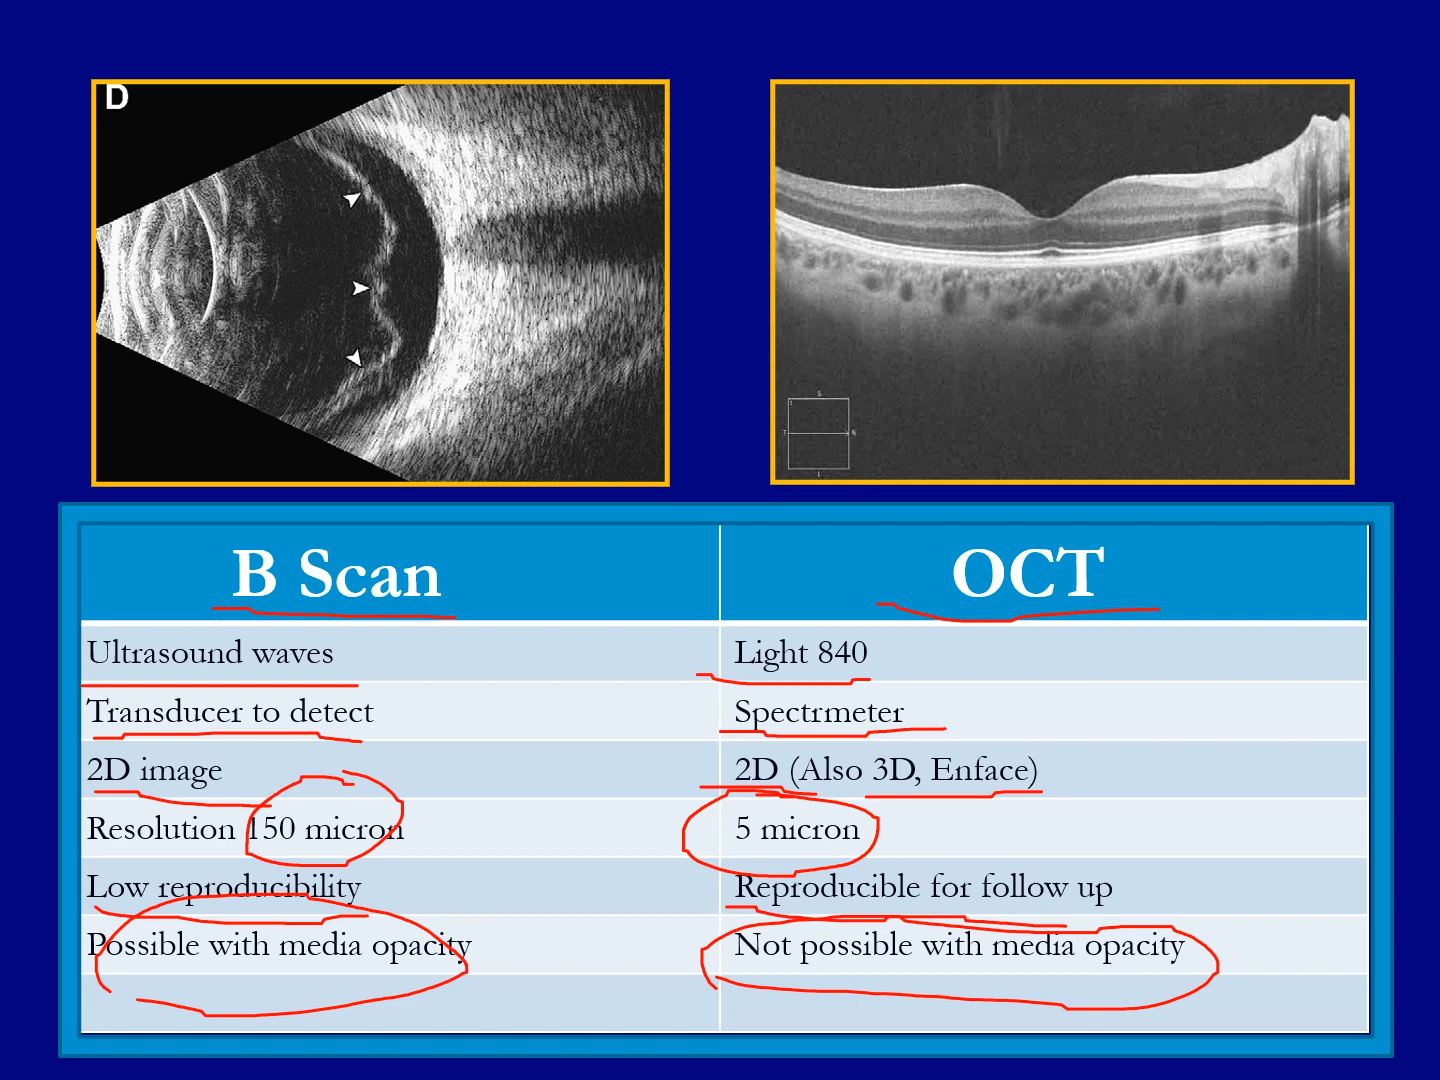 D
S
T N
I
B Scan OCT
Ultrasound waves Light 840
Transducer to detect Spectrmeter
2D image 2D (Also 3D, Enface)
Resolution 150 micron 5 micron
Low reproducibility Reproducible for follow up
Possible with media opacity Not possible with media opacity